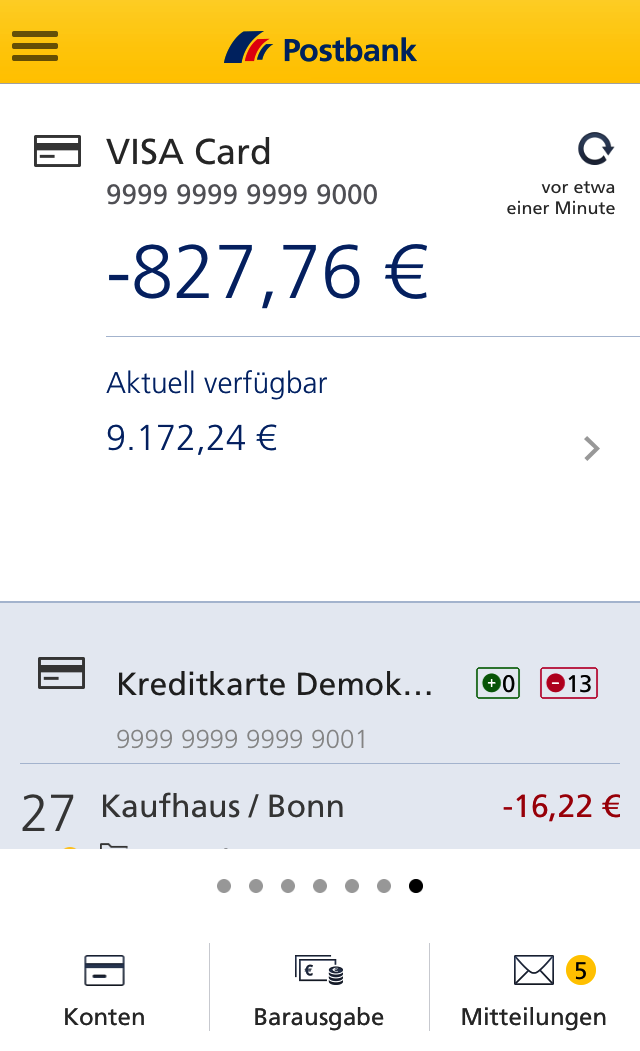 Postbank
VISA Card
9999 9999 9999 9000
vor etwa
einer Minute
-827,76 €
Aktuell verfügbar
9.172,24 €
Kreditkarte Demok...
+0
-13
9999 9999 9999 9001
27
Kaufhaus / Bonn
-16,22 €
5
Konten
Barausgabe
Mitteilungen